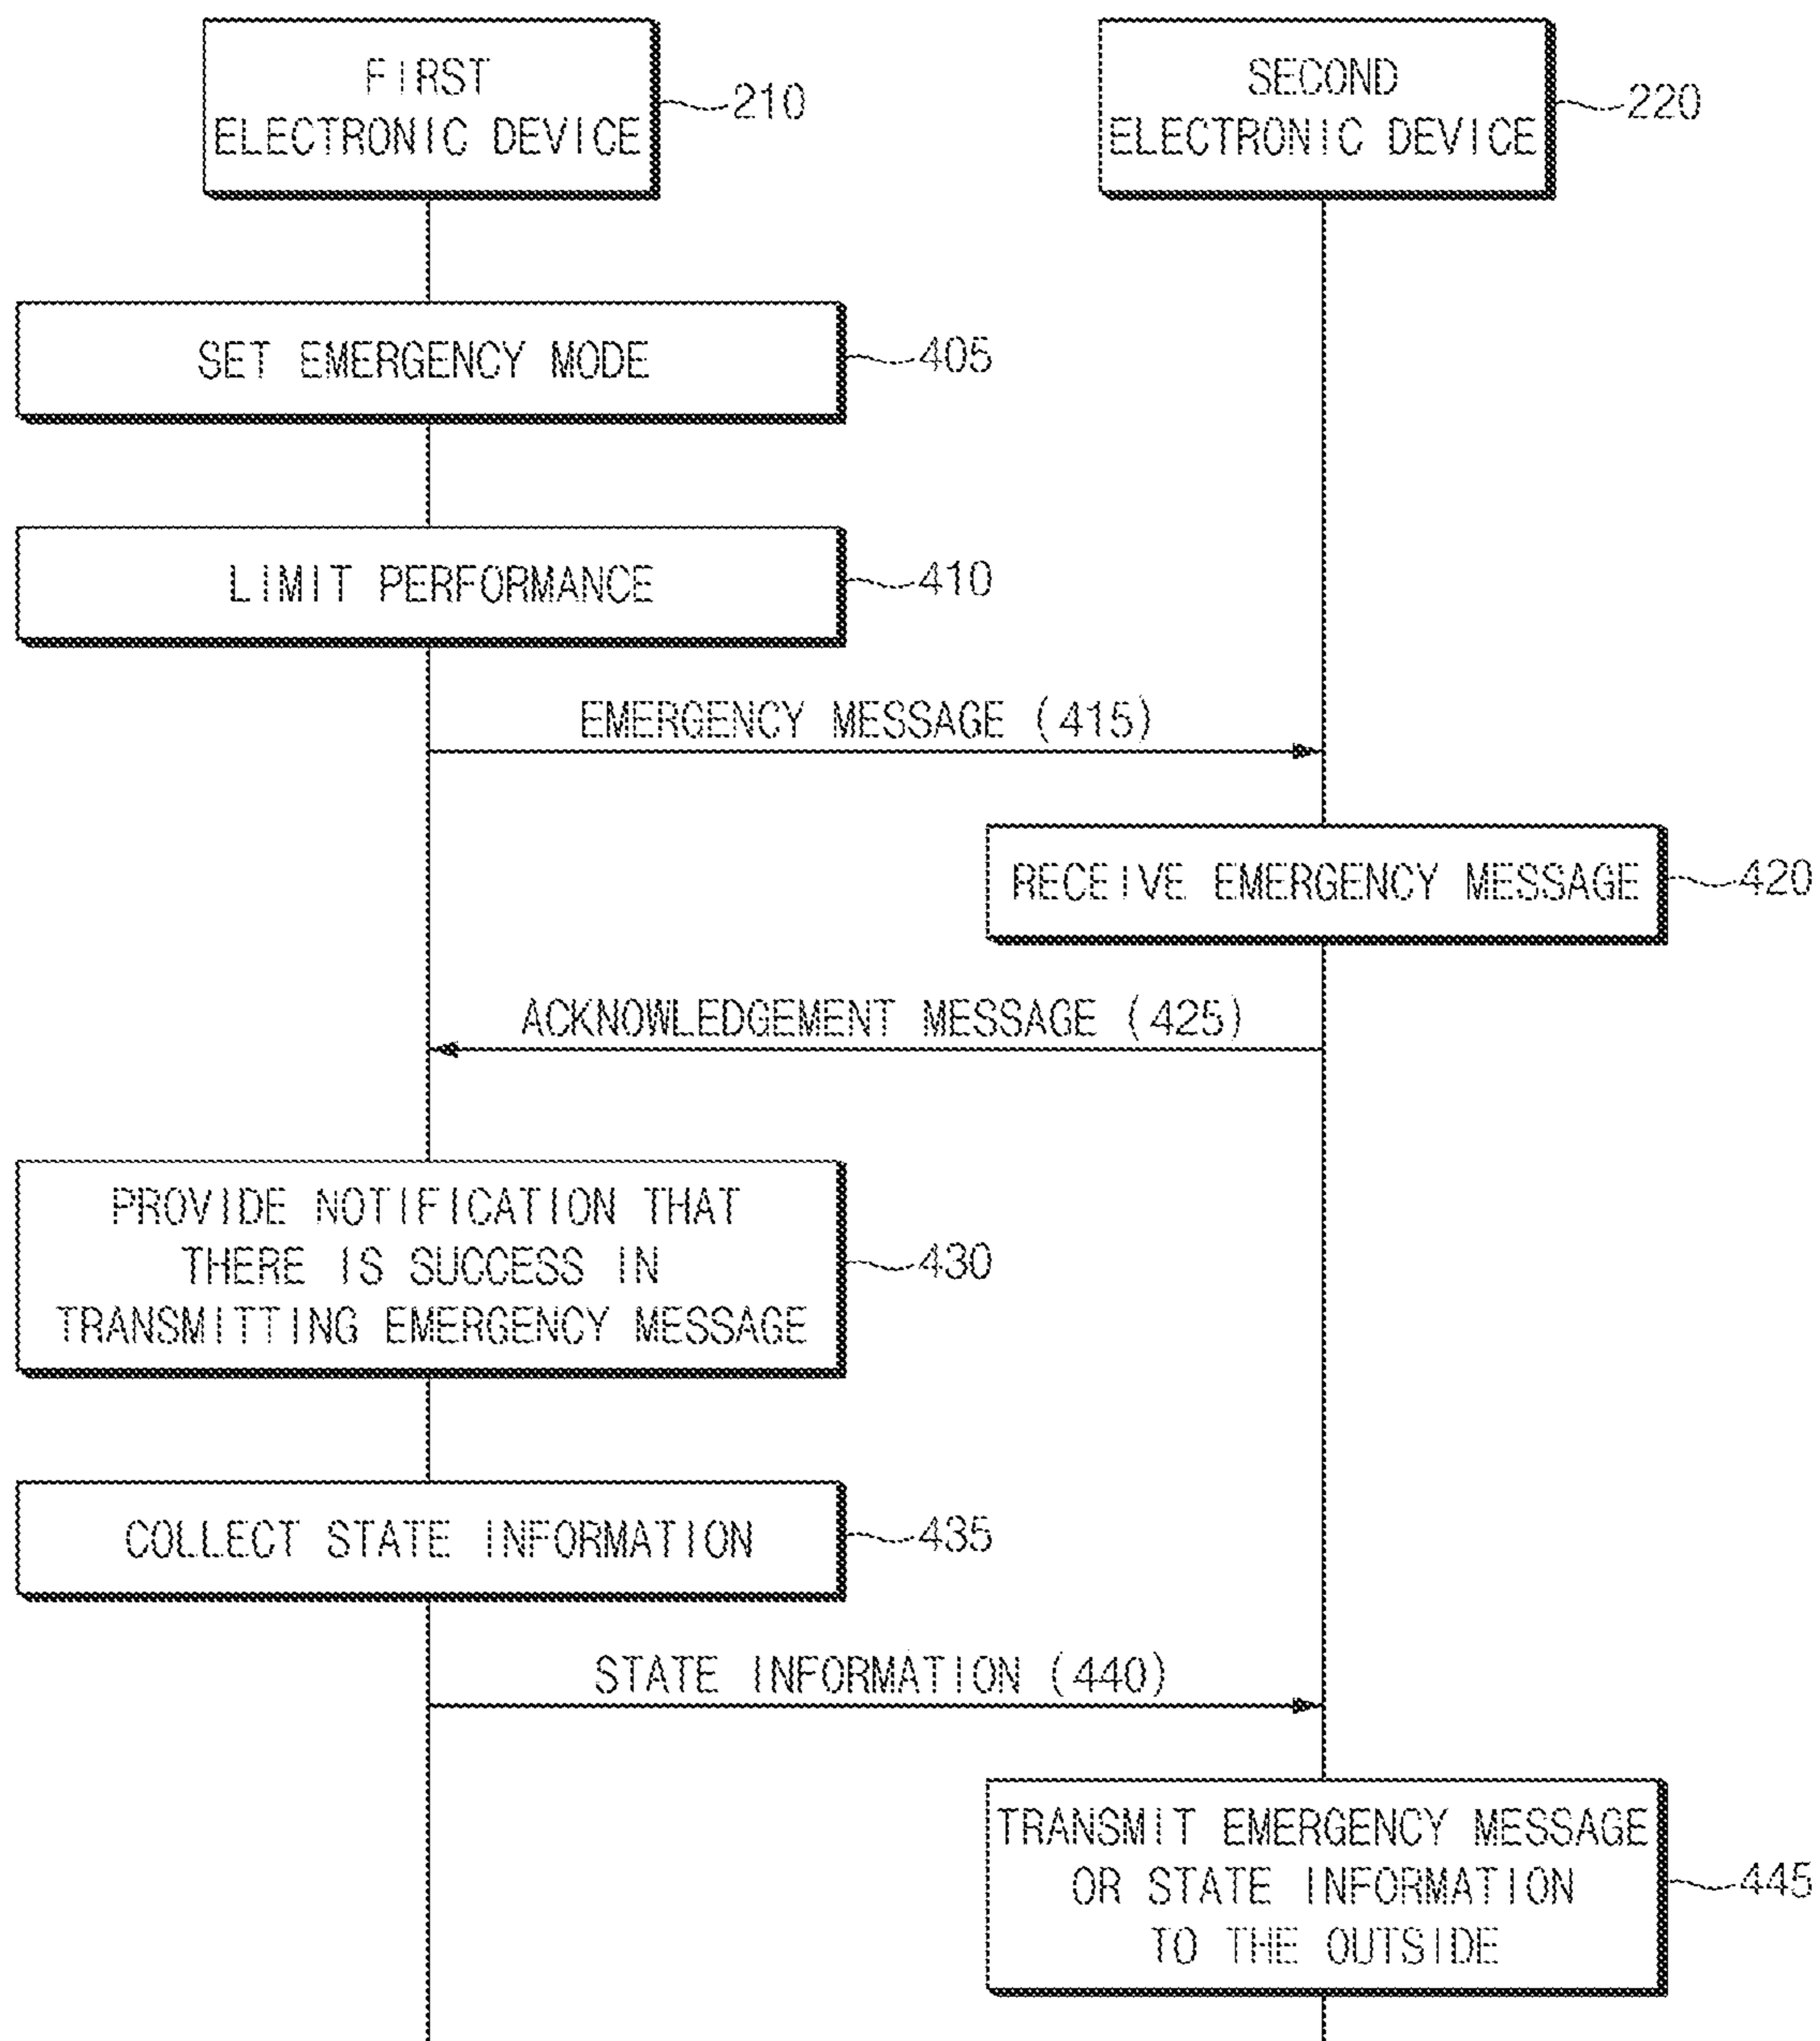 FIRST
ELECTRONIC DEVICE
210
SECOND
ELECTRONIC DEVICE
220
SET EMERGENCY MODE
405
LIMIT PERFORMANCE
410
EMERGENCY MESSAGE (415)
RECEIVE EMERGENCY MESSAGE
420
ACKNOWLEDGEMENT MESSAGE (425)
PROVIDE NOTIFICATION THAT
THERE IS SUCCESS IN
TRANSMITTING EMERGENCY MESSAGE
430
COLLECT STATE INFORMATION
435
STATE INFORMATION (440)
TRANSMIT EMERGENCY MESSAGE
OR STATE INFORMATION
TO THE OUTSIDE
445